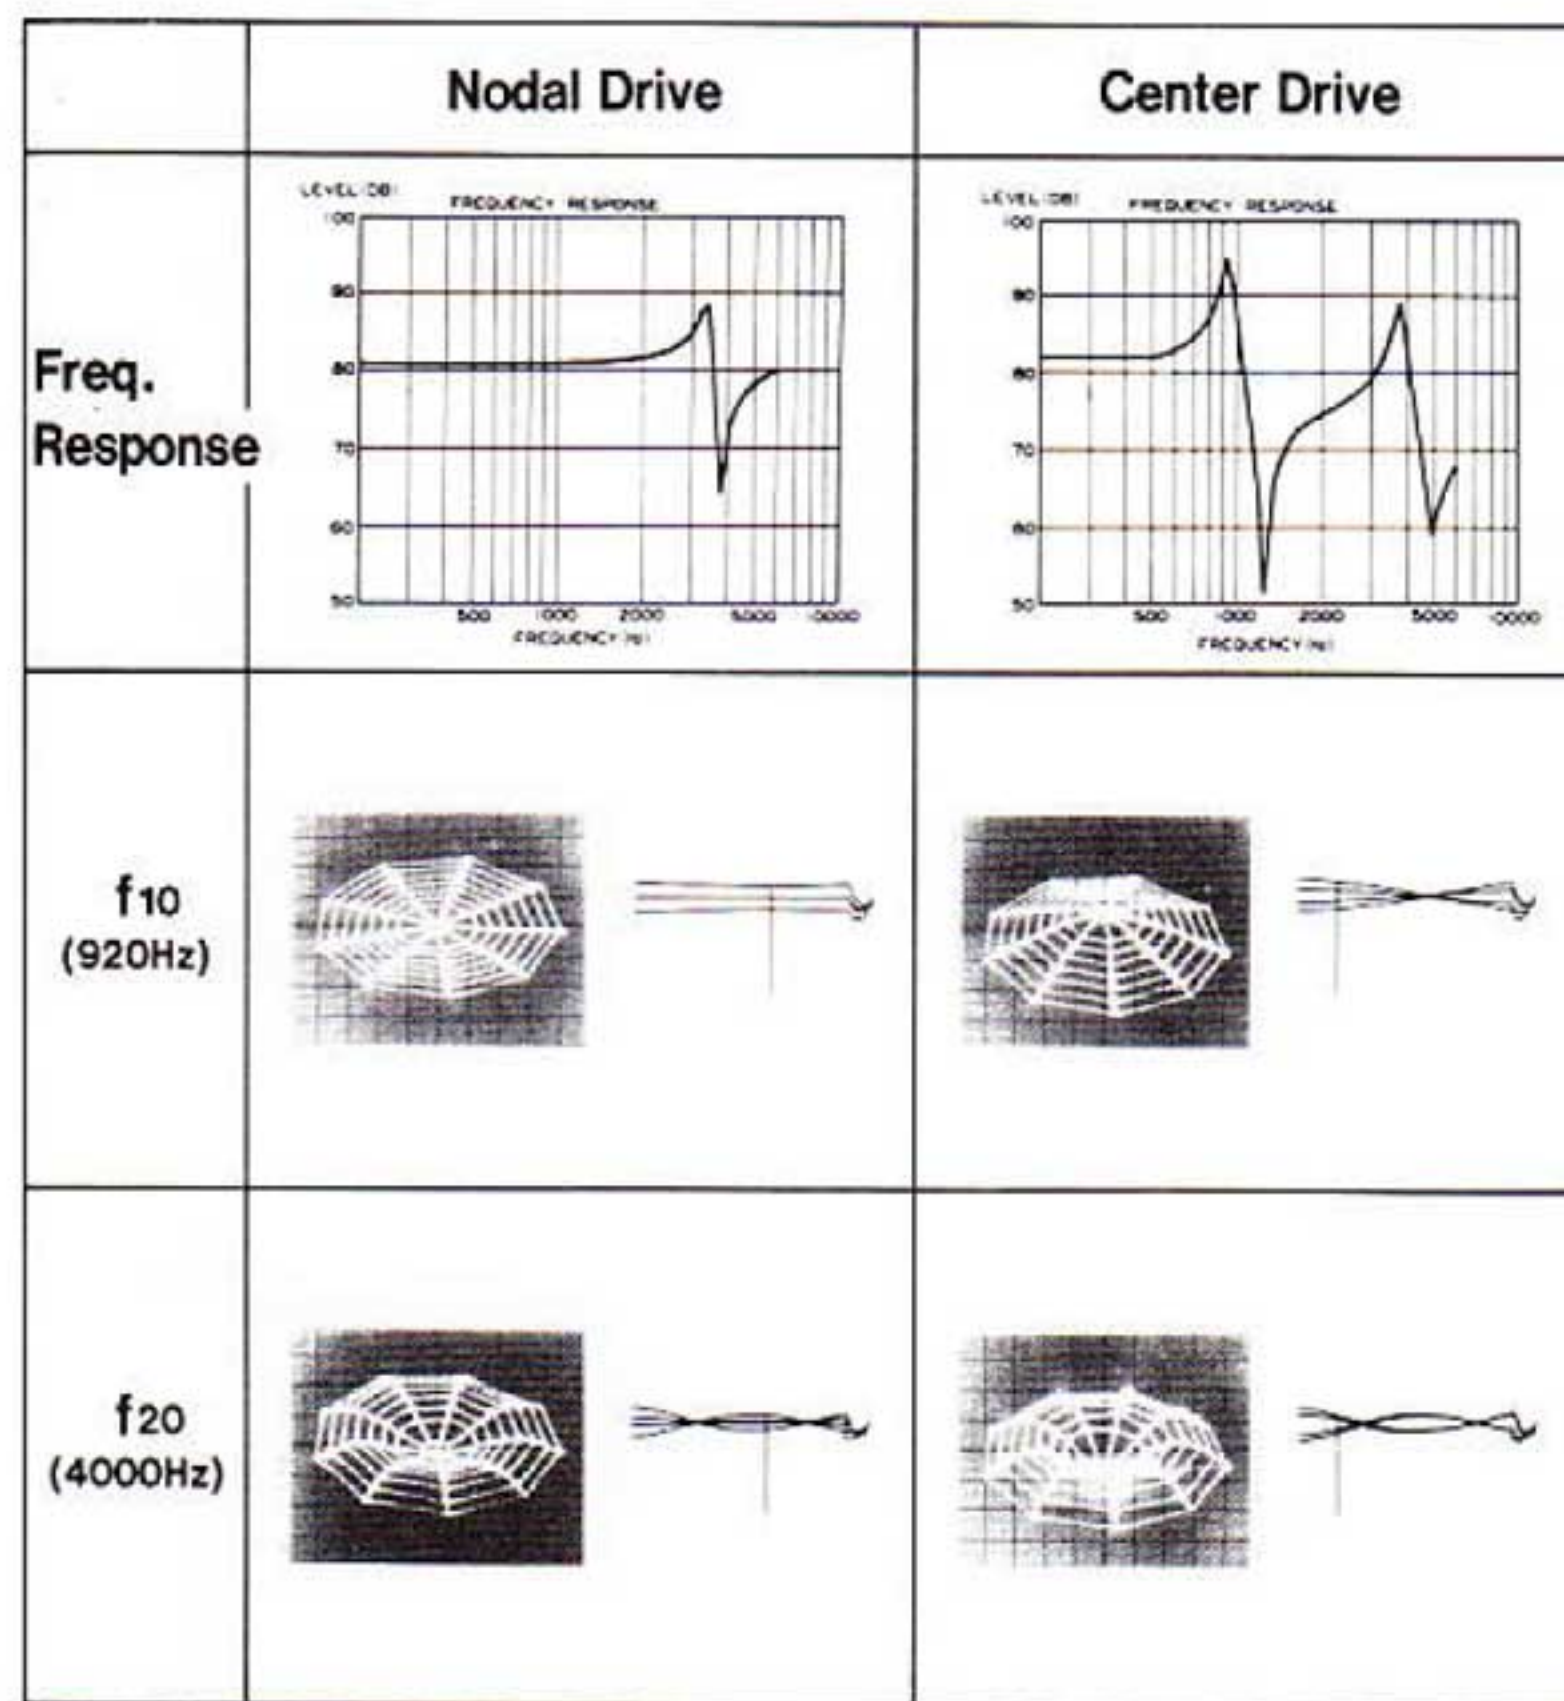 Nodal Drive
Center Drive
Freq.
Response
LEVEL (DB)
FREQUENCY RESPONSE
100
90
80
70
60
50
500 1000 2000 5000 10000
FREQUENCY (Hz)
LEVEL (DB)
FREQUENCY RESPONSE
100
90
80
70
60
50
500 1000 2000 5000 10000
FREQUENCY (Hz)
f10
(920Hz)
f20
(4000Hz)